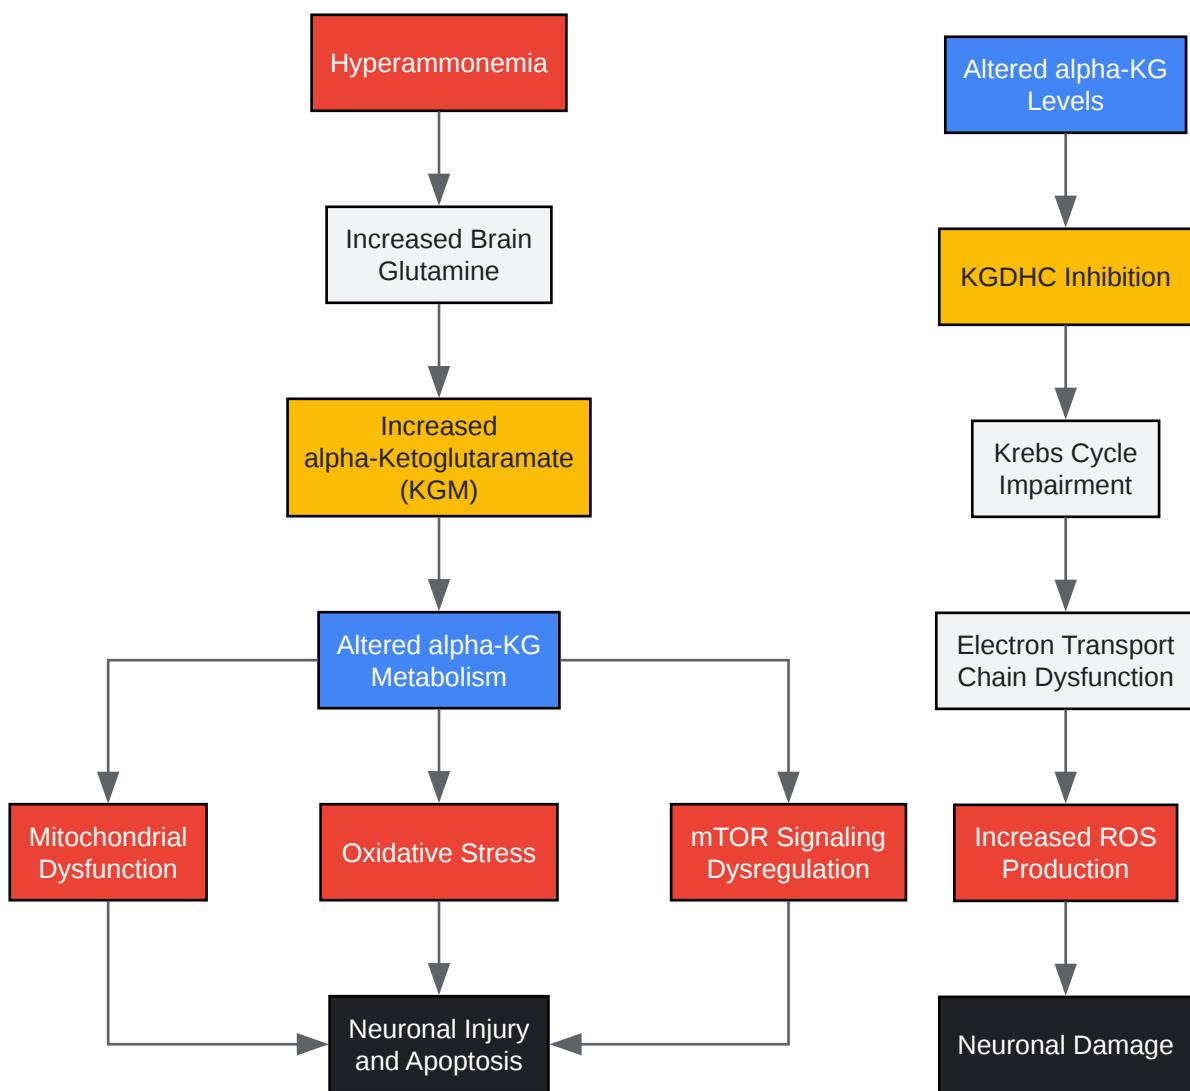 Hyperammonemia
Increased Brain
Glutamine
Increased
alpha-Ketoglutaramate
(KGM)
Altered alpha-KG
Metabolism
Mitochondrial
Dysfunction
Oxidative Stress
mTOR Signaling
Dysregulation
Neuronal Injury
and Apoptosis
Altered alpha-KG
Levels
KGDHC Inhibition
Krebs Cycle
Impairment
Electron Transport
Chain Dysfunction
Increased ROS
Production
Neuronal Damage